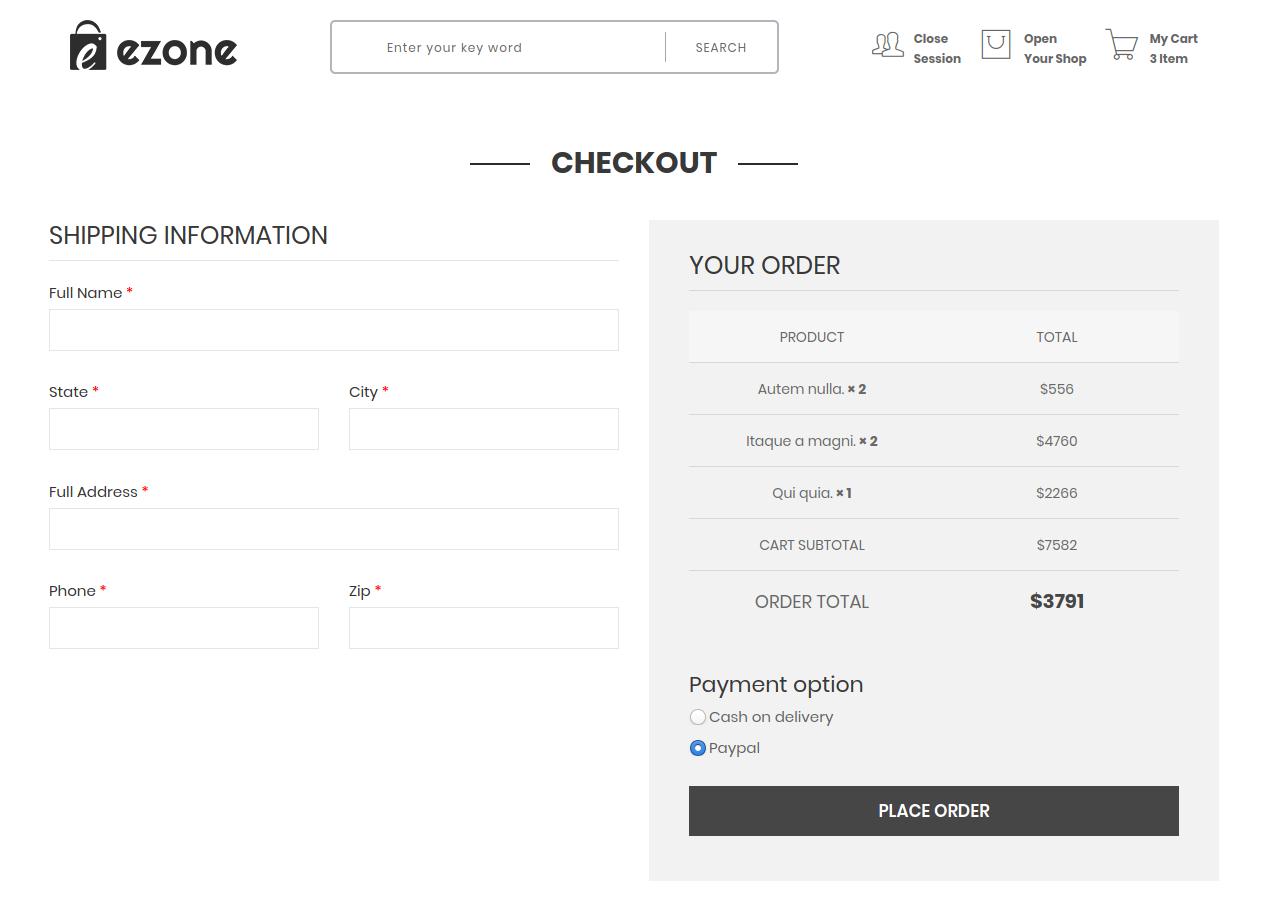 ezone
Enter your key word
SEARCH
Close
Session
Open
Your Shop
My Cart
3 Item
CHECKOUT
SHIPPING INFORMATION
Full Name *
State *
City *
Full Address *
Phone *
Zip *
YOUR ORDER
PRODUCT TOTAL
Autem nulla. × 2 $556
Itaque a magni. × 2 $4760
Qui quia. × 1 $2266
CART SUBTOTAL $7582
ORDER TOTAL $3791
Payment option
Cash on delivery
Paypal
PLACE ORDER